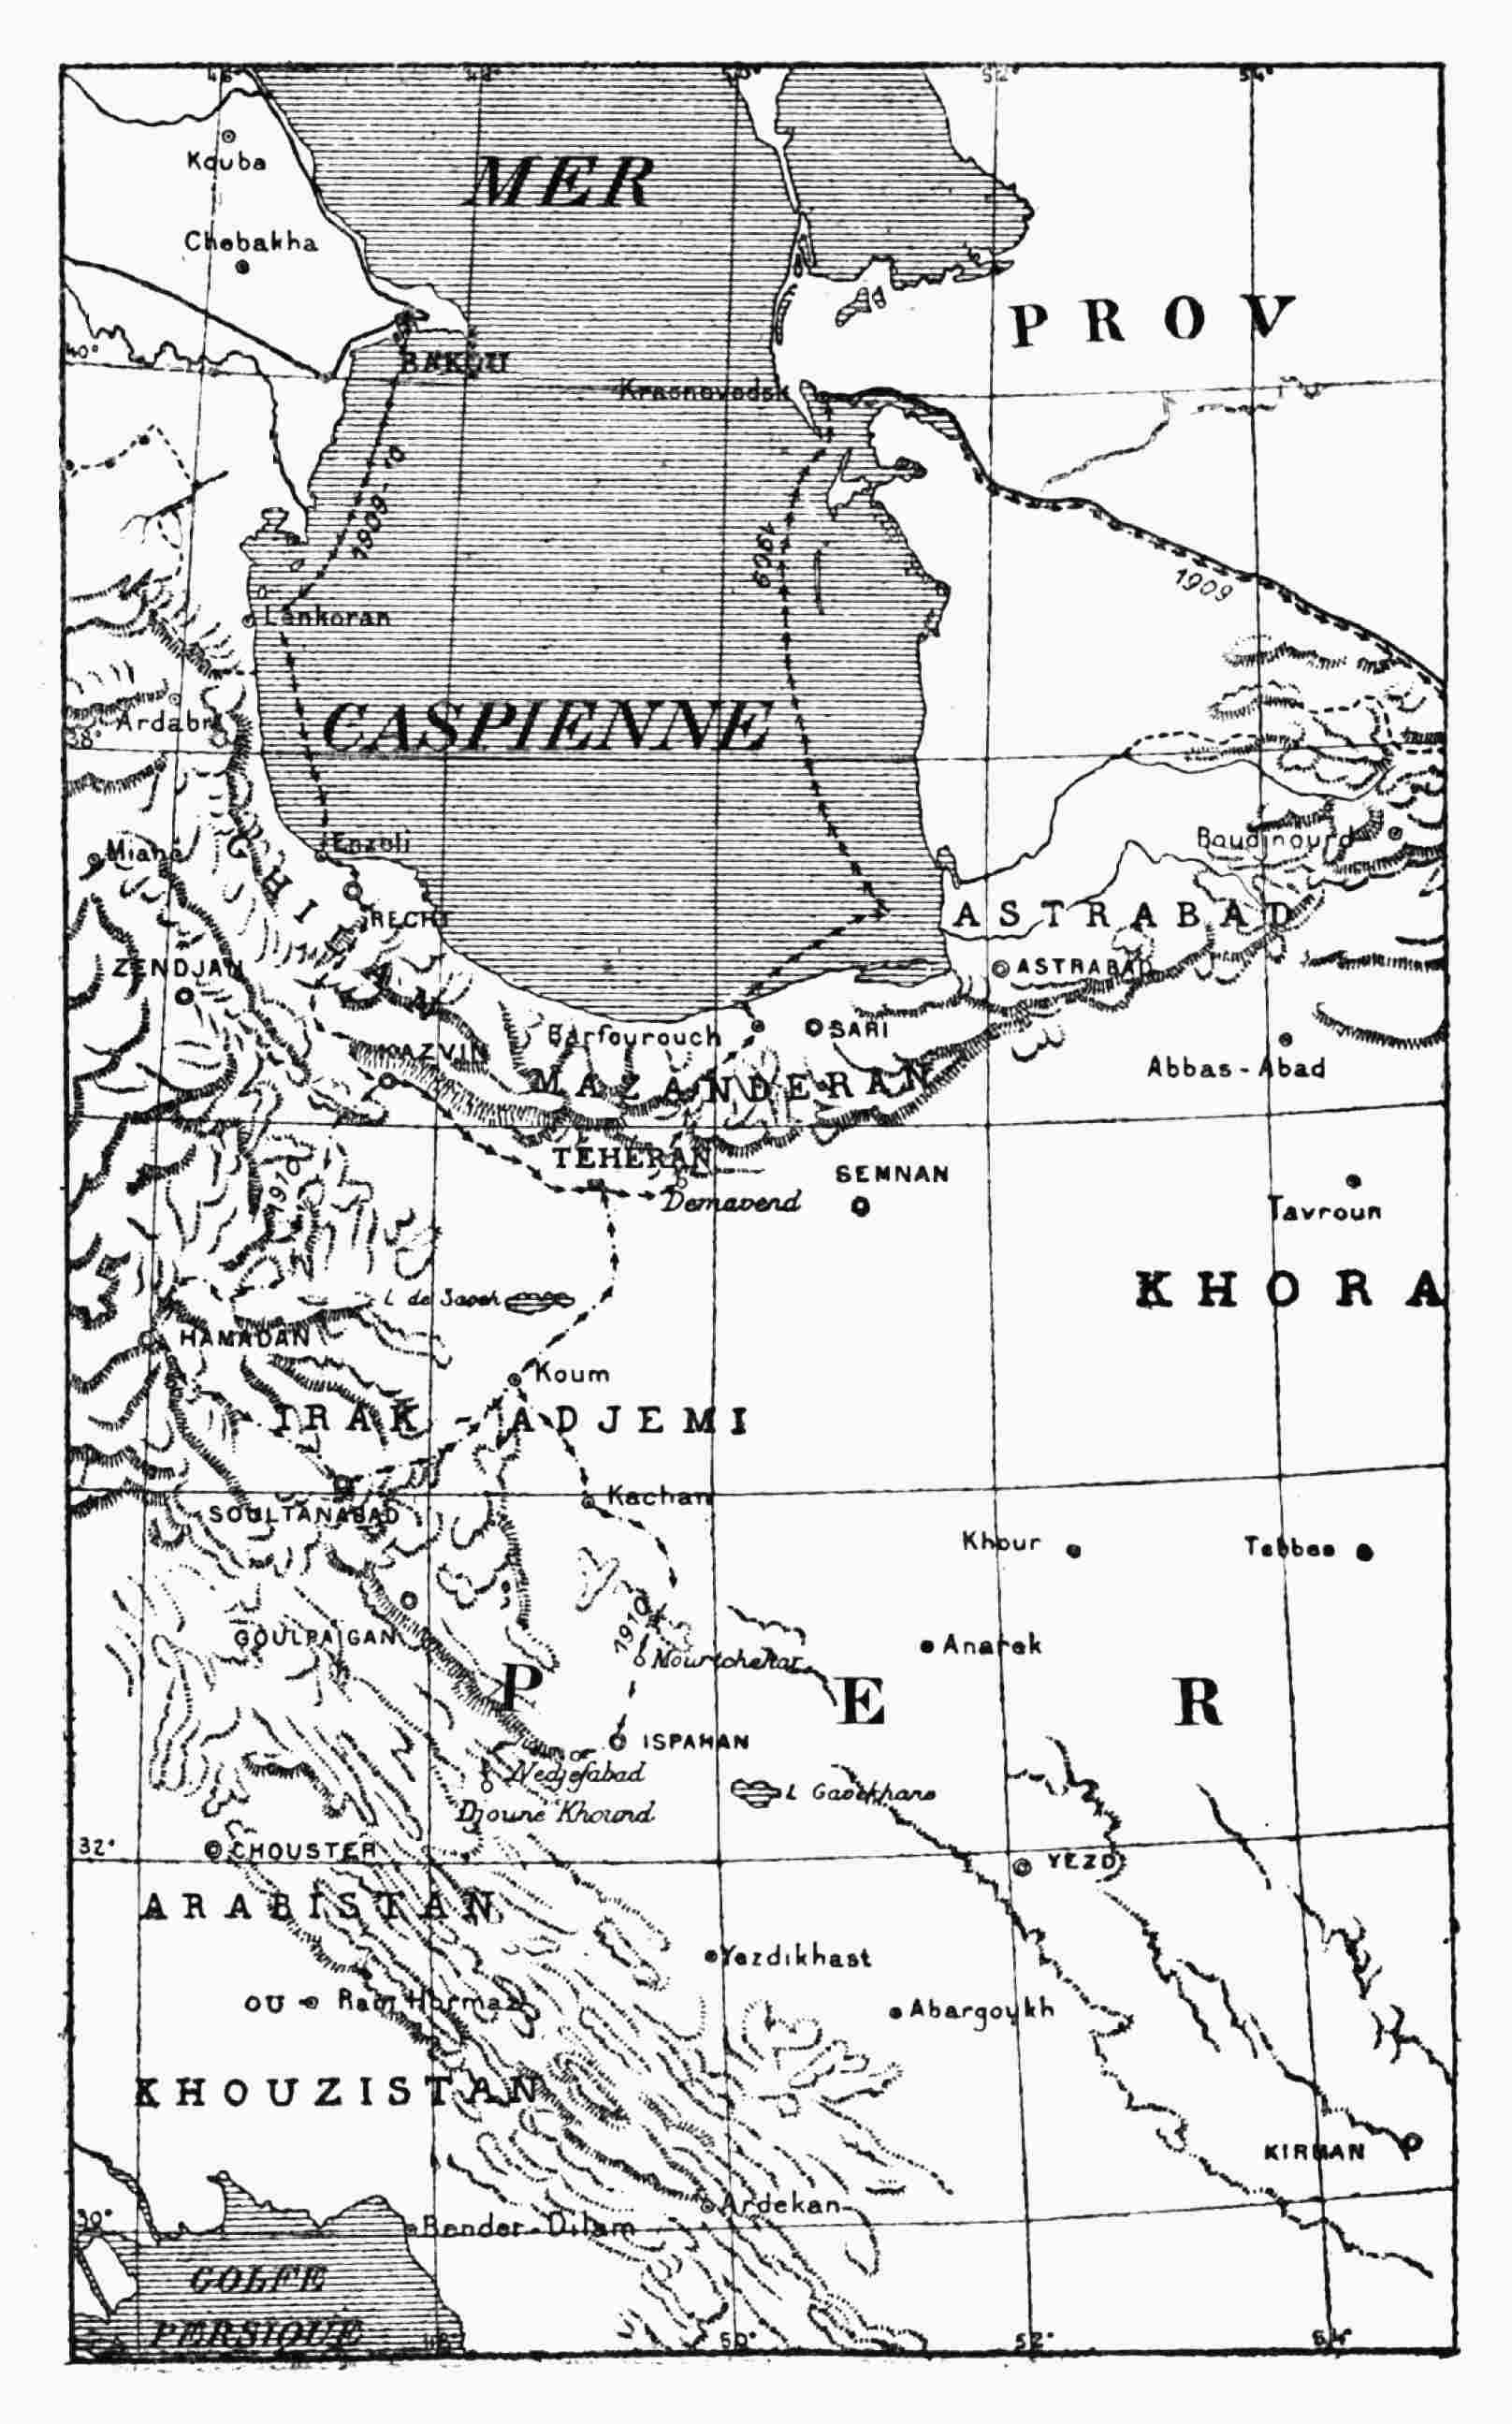 46°
48°
50°
52°
54°
Kouba
MER
Chobakha
PROV
40°
BAKOU
Krasnovodsk
1909-10
1909
1909
Lenkoran
CASPIENNE
38°
Enzeli
Boudjnourd
Miane
GHILAN
RECHT
ASTRABAD
ZENDJAN
ASTRABAD
Barfourouch
SARI
KAZVIN
Abbas-Abad
MAZANDERAN
TEHERAN
SEMNAN
1910
Demavend
Tavroun
KHORA
L de Saveh
HAMADAN
Koum
IRAK-ADJEMI
Kachan
SOULTANABAD
Khour
Tebbes
1910
GOULPAIGAN
Anarek
Mourtchekar
P E R
ISPAHAN
Nedjefabad
L Gaoekhane
Djoune Khound
32°
CHOUSTER
YEZD
ARABISTAN
Yezdikhast
OU
Ram Hormaz
Abargoukh
KHOUZISTAN
KIRMAN
30°
Ardekan
Bender-Dilam
GOLFE
PERSIQUE
48°
50°
52°
54°